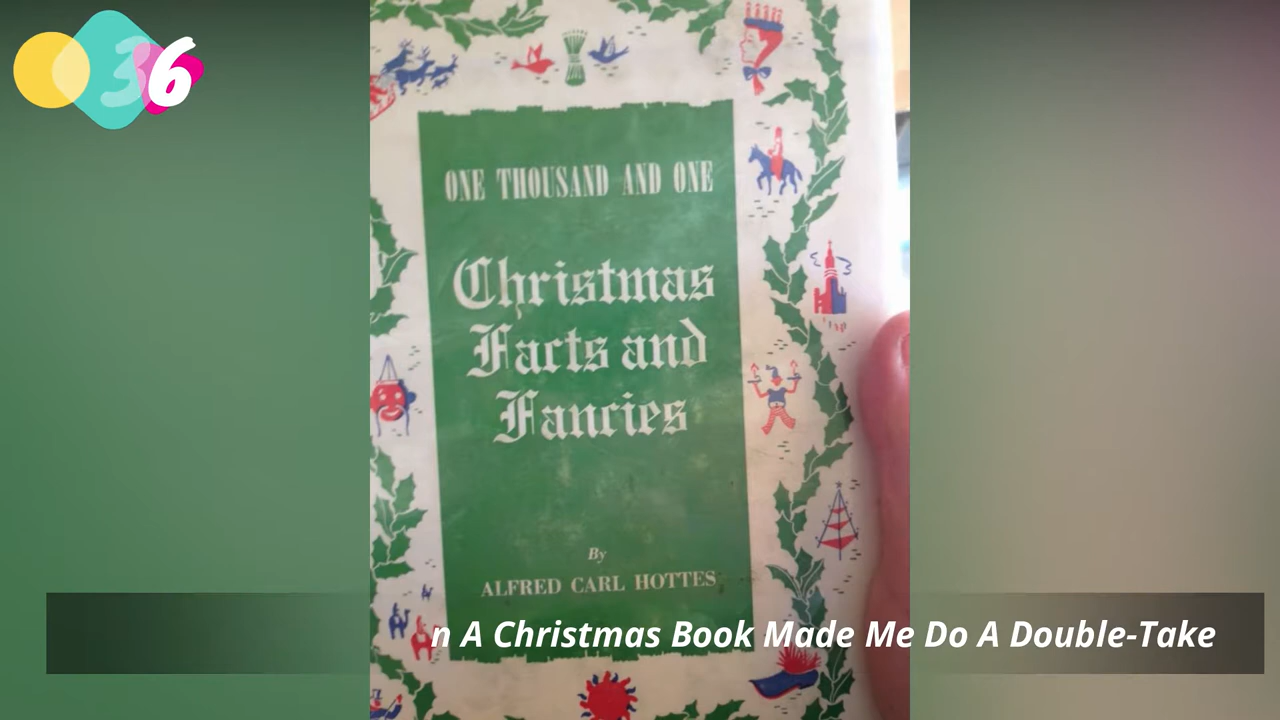 36
ONE THOUSAND AND ONE
Christmas
Facts and
Fancies
By
ALFRED CARL HOTTES
n A Christmas Book Made Me Do A Double-Take